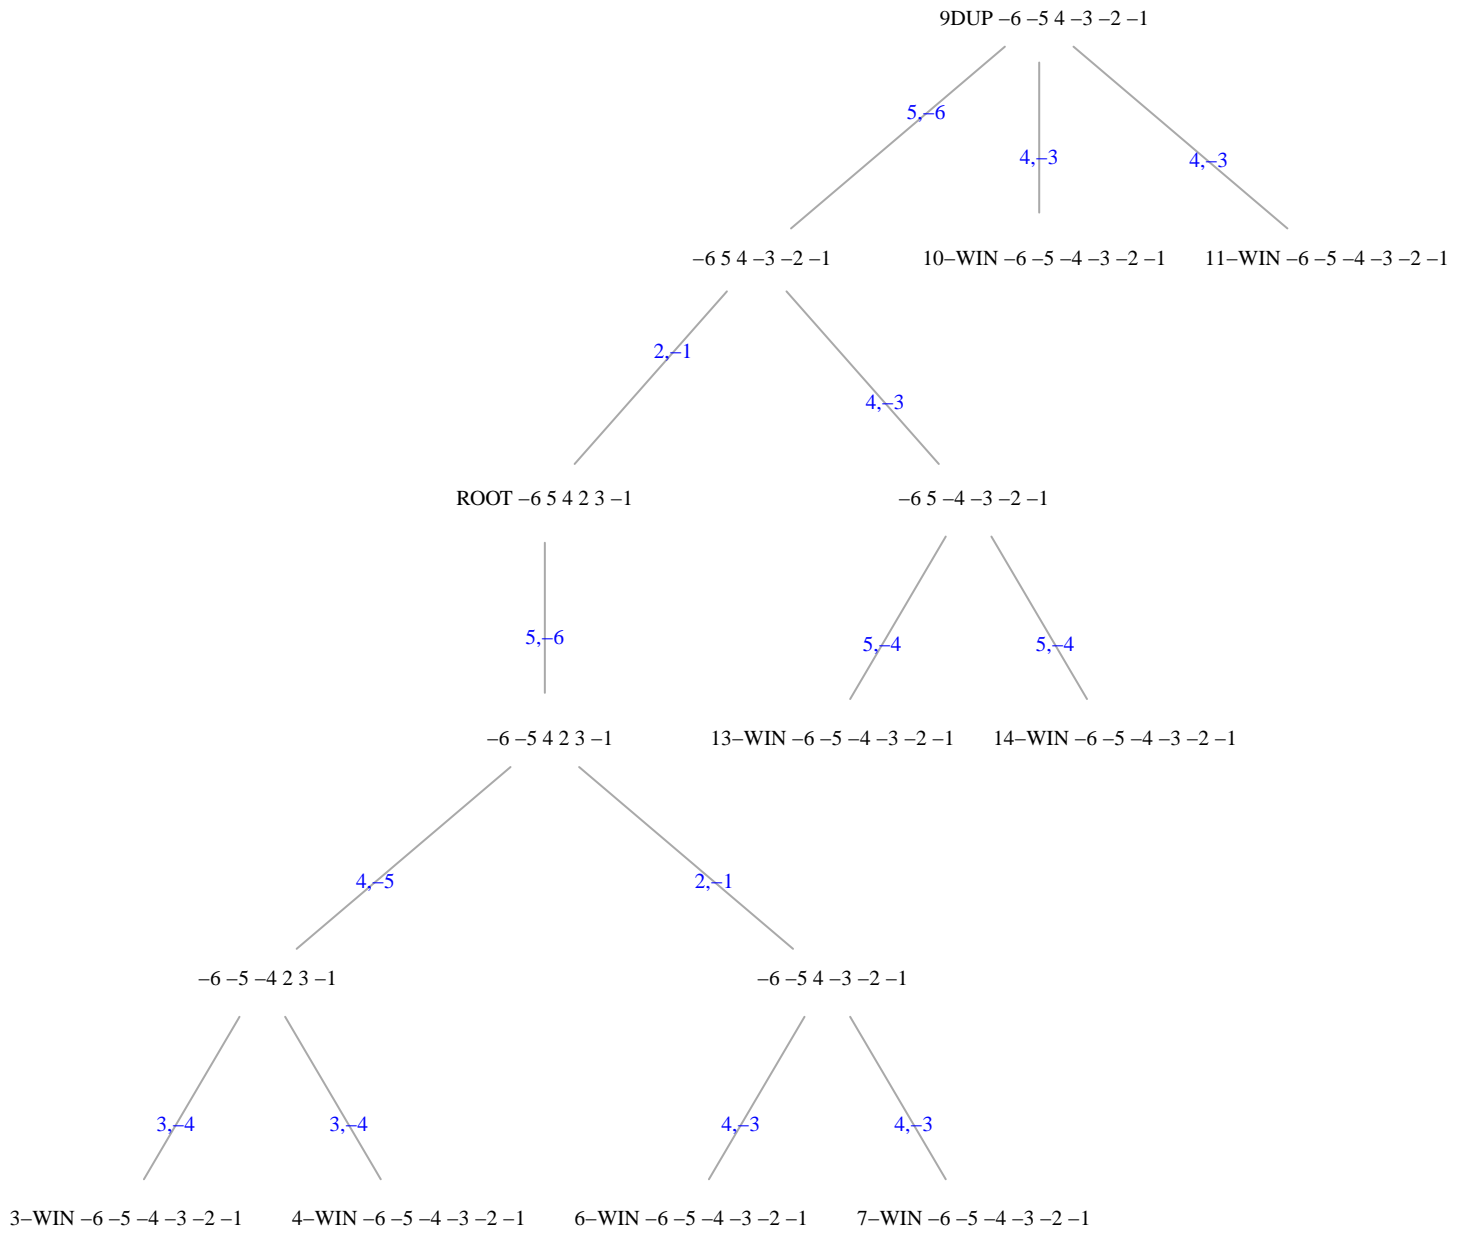 9DUP –6 –5 4 –3 –2 –1
5,–6
4,–3
4,–3
–6 5 4 –3 –2 –1
10–WIN –6 –5 –4 –3 –2 –1
11–WIN –6 –5 –4 –3 –2 –1
2,–1
4,–3
ROOT –6 5 4 2 3 –1
–6 5 –4 –3 –2 –1
5,–6
5,–4
5,–4
–6 –5 4 2 3 –1
13–WIN –6 –5 –4 –3 –2 –1
14–WIN –6 –5 –4 –3 –2 –1
4,–5
2,–1
–6 –5 –4 2 3 –1
–6 –5 4 –3 –2 –1
3,–4
3,–4
4,–3
4,–3
3–WIN –6 –5 –4 –3 –2 –1
4–WIN –6 –5 –4 –3 –2 –1
6–WIN –6 –5 –4 –3 –2 –1
7–WIN –6 –5 –4 –3 –2 –1